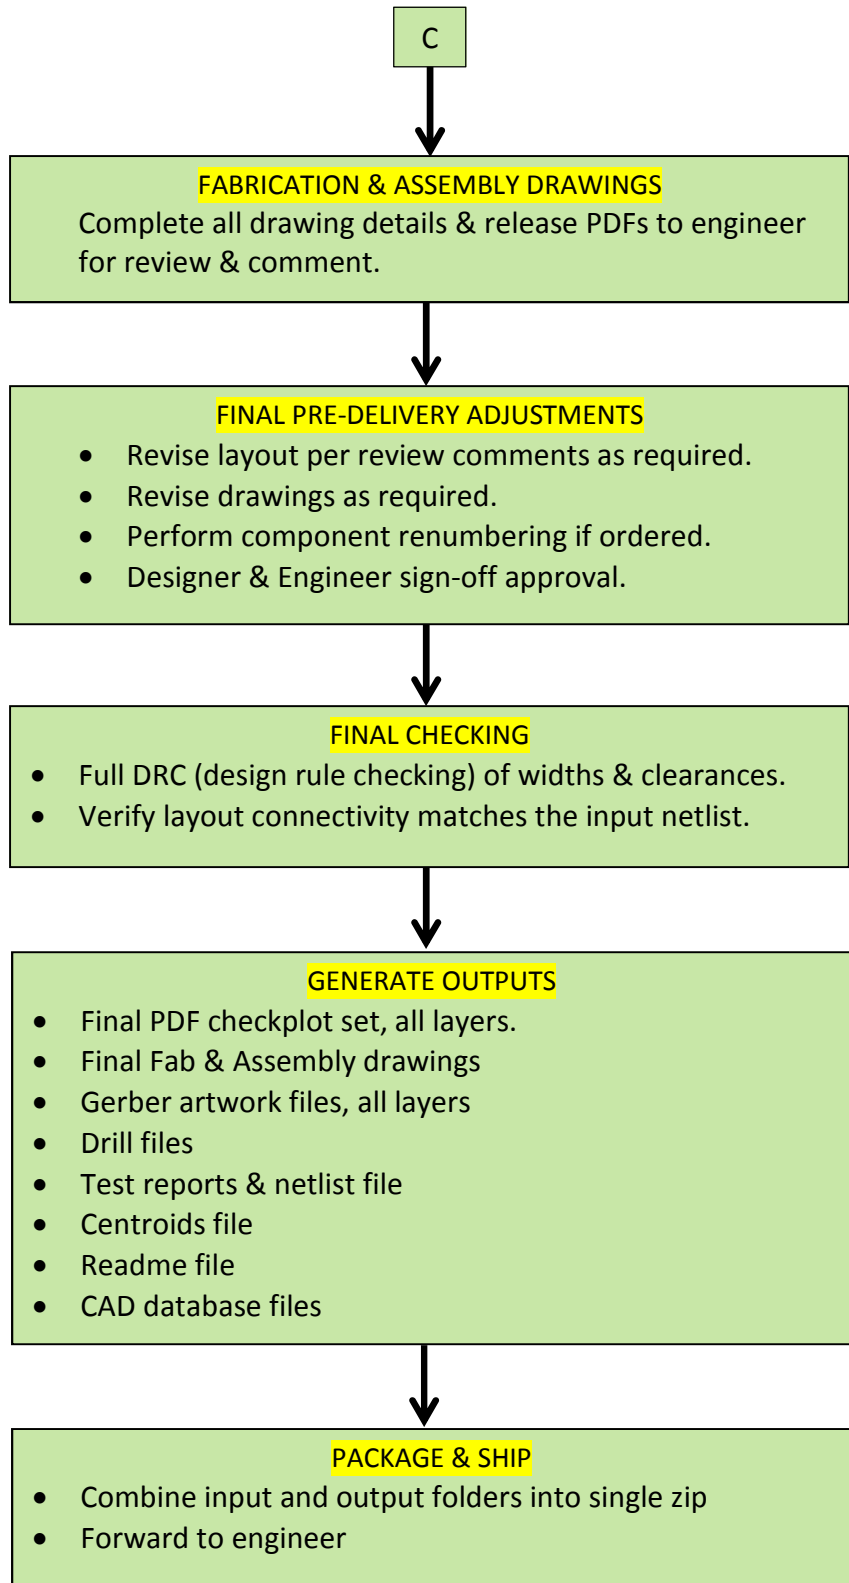 C
FABRICATION & ASSEMBLY DRAWINGS
Complete all drawing details & release PDFs to engineer
for review & comment.
FINAL PRE-DELIVERY ADJUSTMENTS
• Revise layout per review comments as required.
• Revise drawings as required.
• Perform component renumbering if ordered.
• Designer & Engineer sign-off approval.
FINAL CHECKING
• Full DRC (design rule checking) of widths & clearances.
• Verify layout connectivity matches the input netlist.
GENERATE OUTPUTS
• Final PDF checkplot set, all layers.
• Final Fab & Assembly drawings
• Gerber artwork files, all layers
• Drill files
• Test reports & netlist file
• Centroids file
• Readme file
• CAD database files
PACKAGE & SHIP
• Combine input and output folders into single zip
• Forward to engineer